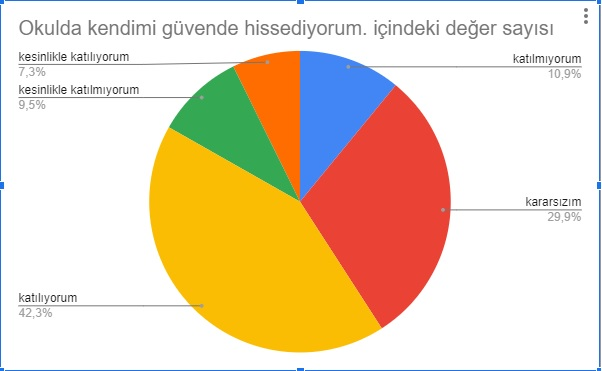 Okulda kendimi güvende hissediyorum. içindeki değer sayısı
kesinlikle katılıyorum
7,3%
katılmıyorum
10,9%
kesinlikle katılmıyorum
9,5%
kararsızım
29,9%
katılıyorum
42,3%